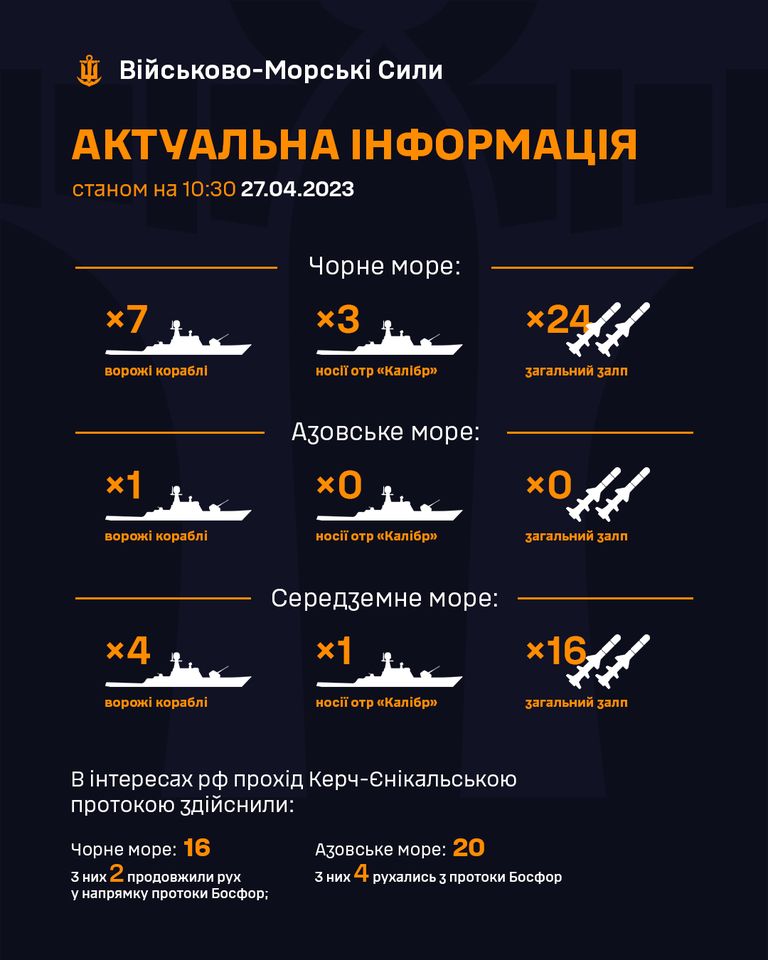 Військово-Морські Сили
АКТУАЛЬНА ІНФОРМАЦІЯ
станом на 10:30 27.04.2023
Чорне море:
×7
×3
×24
ворожі кораблі
носії отр «Калібр»
загальний залп
Азовське море:
×1
×0
×0
ворожі кораблі
носії отр «Калібр»
загальний залп
Середземне море:
×4
×1
×16
ворожі кораблі
носії отр «Калібр»
загальний залп
В інтересах рф прохід Керч-Єнікальською
протокою здійснили:
Чорне море: 16
З них 2 продовжили рух
у напрямку протоки Босфор;
Азовське море: 20
З них 4 рухались з протоки Босфор